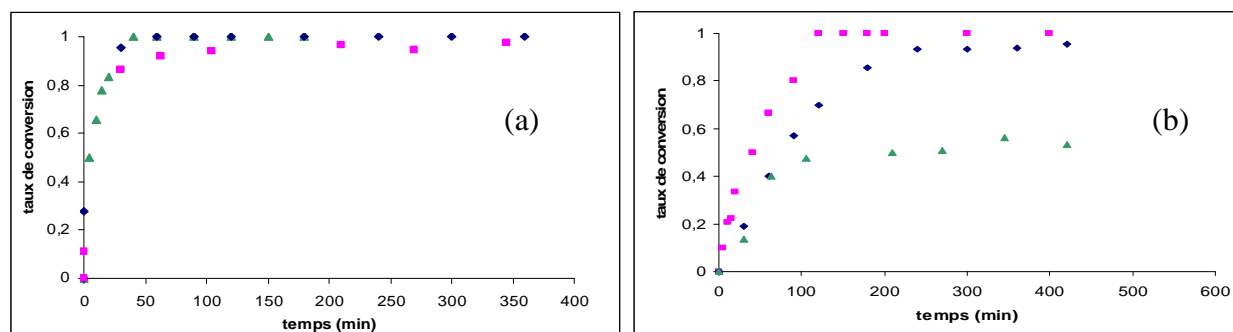 1
0,8
0,6
0,4
0,2
0
taux de conversion
(a)
0 50 100 150 200 250 300 350 400
temps (min)
1
0,8
0,6
0,4
0,2
0
taux de conversion
(b)
0 100 200 300 400 500 600
temps (min)